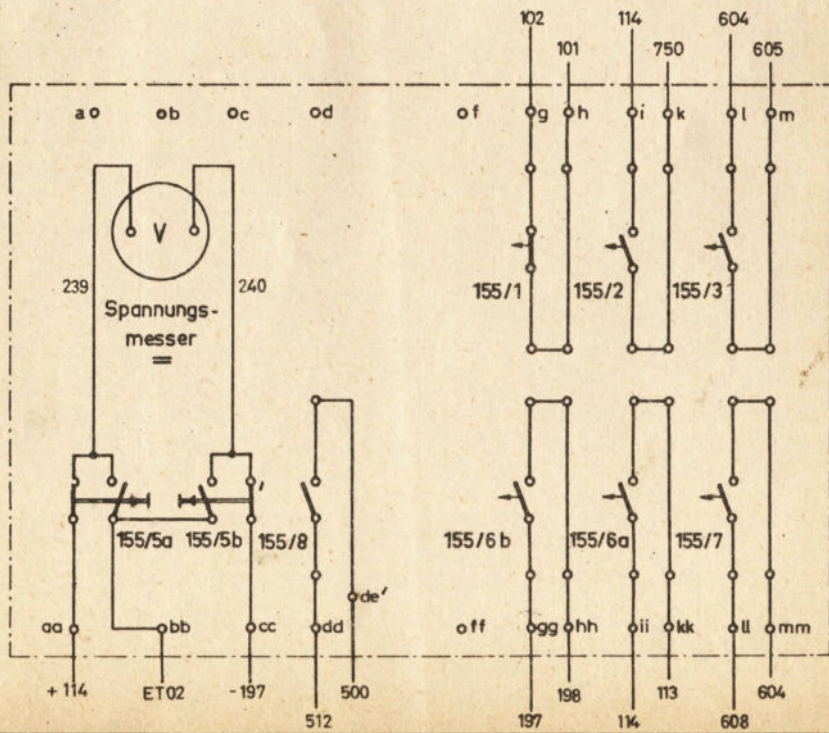 102 114 604
101 750 605
a b c d f g h i k l m
V
239 240
Spannungs-
messer
155/1 155/2 155/3
155/5a 155/5b 155/8 155/6b 155/6a 155/7
de'
aa bb cc dd ff gg hh ii kk ll mm
+114 ET02 -197 500 198 113 604
512 197 114 608